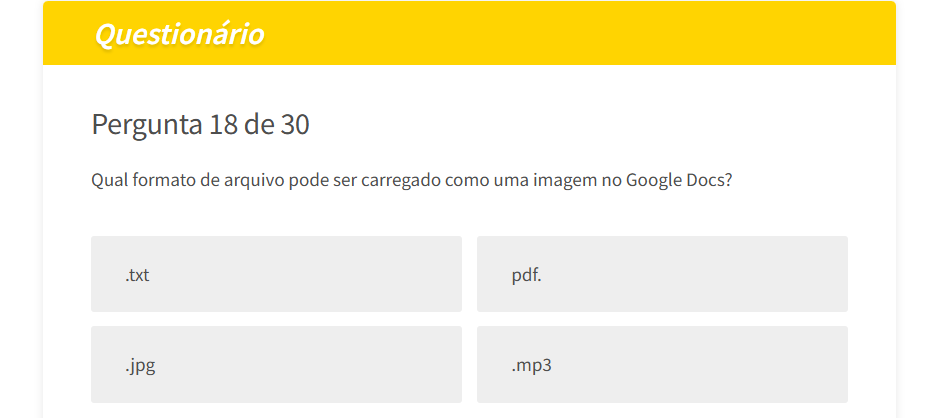 Questionário
Pergunta 18 de 30
Qual formato de arquivo pode ser carregado como uma imagem no Google Docs?
.txt
pdf.
.jpg
.mp3